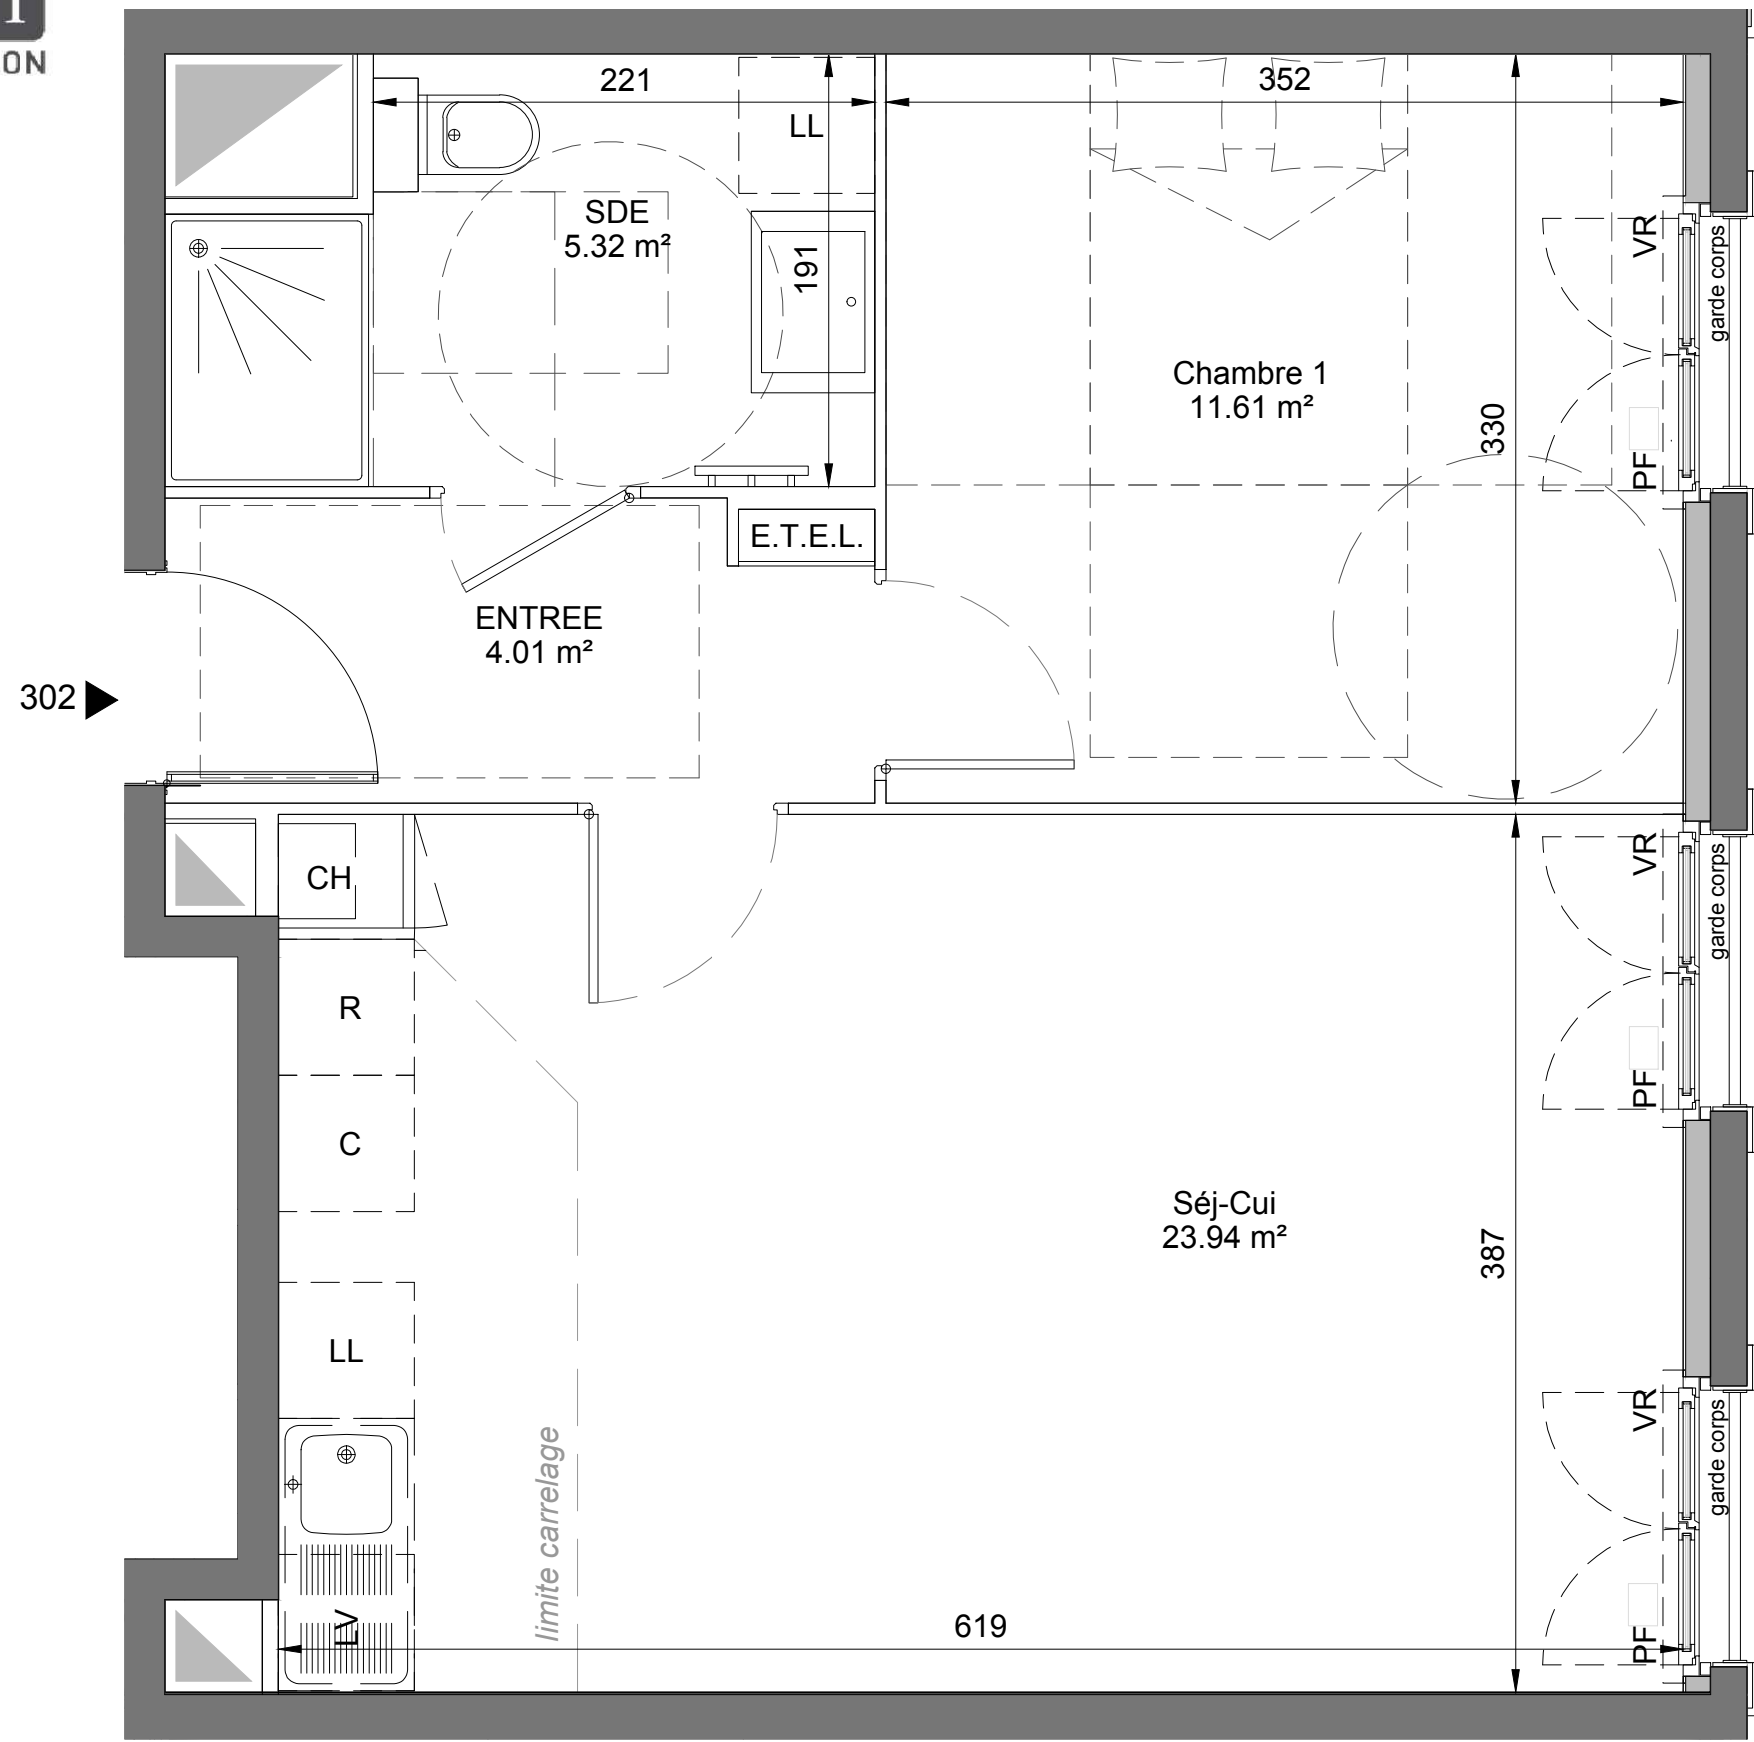 ON
221
LL
352
SDE
5.32 m²
191
VR
garde corps
Chambre 1
11.61 m²
330
PF
E.T.E.L.
ENTREE
4.01 m²
302
CH
VR
garde corps
R
PF
C
Séj-Cui
23.94 m²
387
LL
VR
garde corps
limite carrelage
LV
619
PF